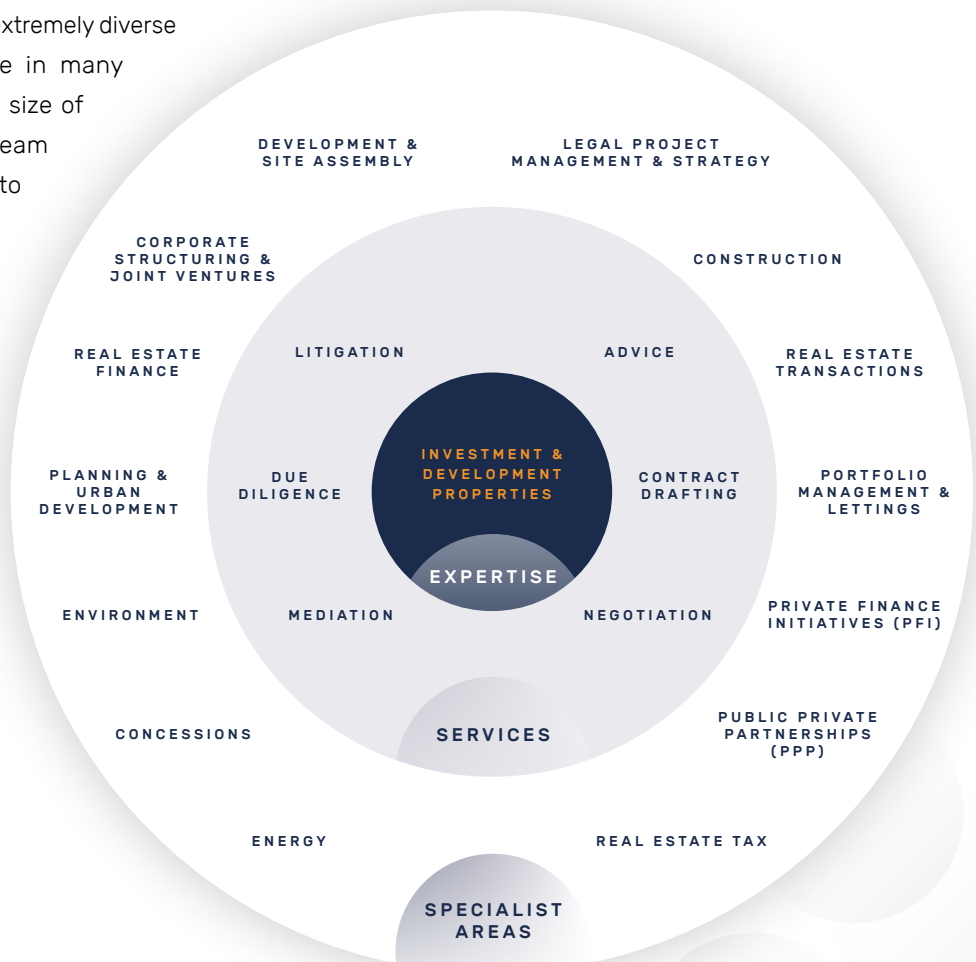 extremely diverse
e in many
size of
eam
to
DEVELOPMENT &
SITE ASSEMBLY
LEGAL PROJECT
MANAGEMENT & STRATEGY
CORPORATE
STRUCTURING &
JOINT VENTURES
CONSTRUCTION
REAL ESTATE
FINANCE
LITIGATION
ADVICE
REAL ESTATE
TRANSACTIONS
PLANNING &
URBAN
DEVELOPMENT
DUE
DILIGENCE
INVESTMENT &
DEVELOPMENT
PROPERTIES
CONTRACT
DRAFTING
PORTFOLIO
MANAGEMENT &
LETTINGS
EXPERTISE
ENVIRONMENT
MEDIATION
NEGOTIATION
PRIVATE FINANCE
INITIATIVES (PFI)
CONCESSIONS
SERVICES
PUBLIC PRIVATE
PARTNERSHIPS
(PPP)
ENERGY
REAL ESTATE TAX
SPECIALIST
AREAS